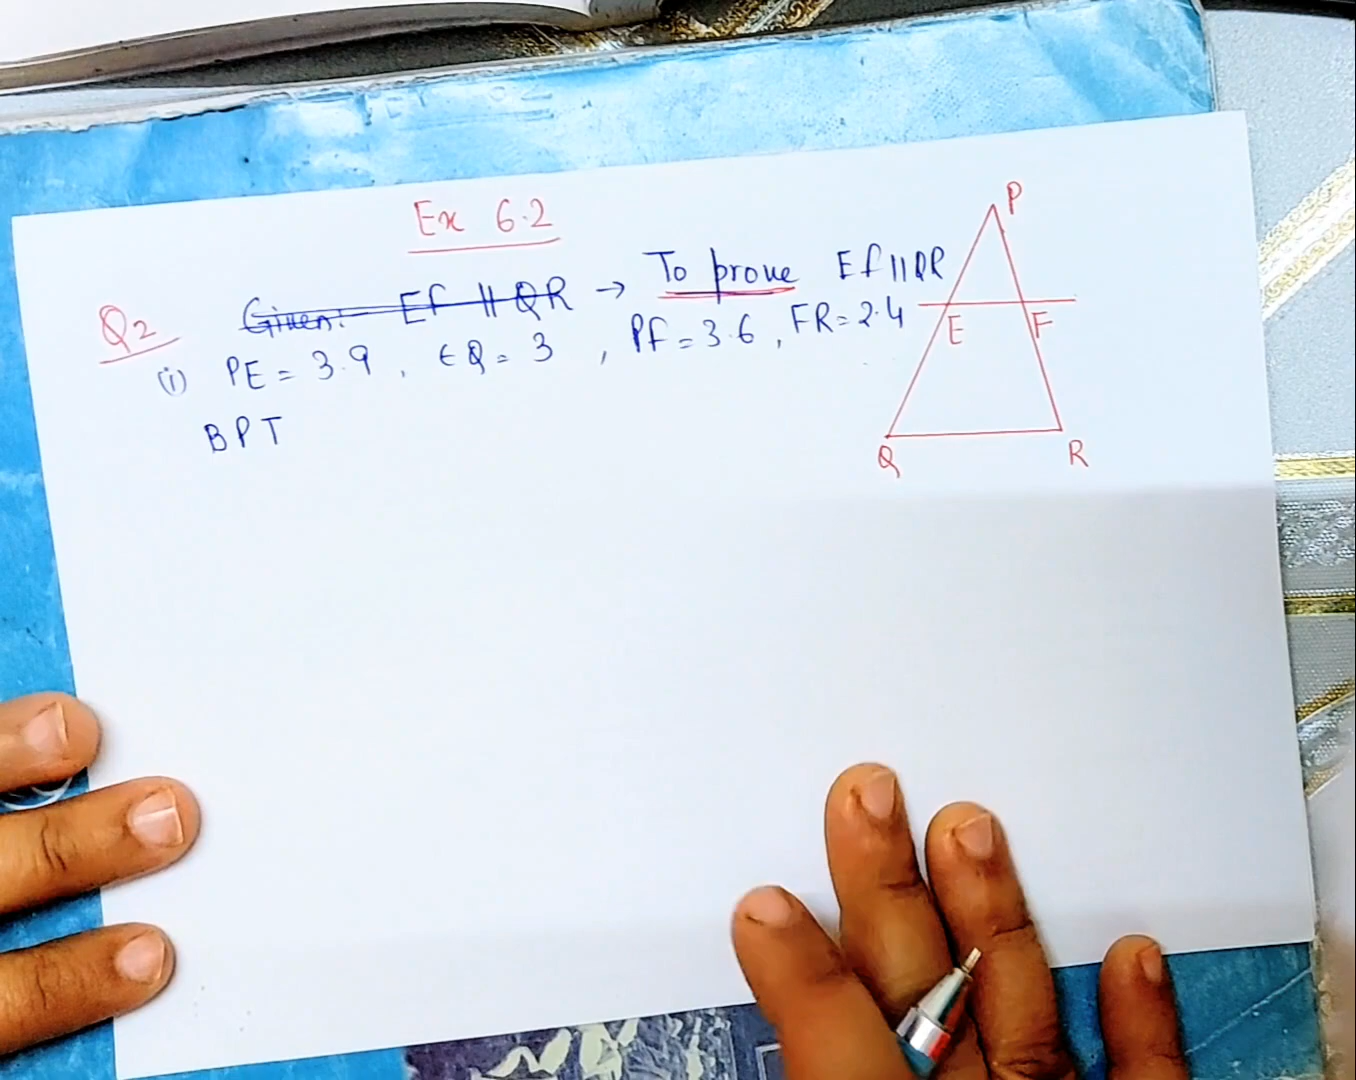 Ex 6.2
Q2 Given:- EF || QR → To prove EF || QR
(i) PE = 3.9, EQ = 3, PF = 3.6, FR = 2.4
BPT
P
E F
Q R